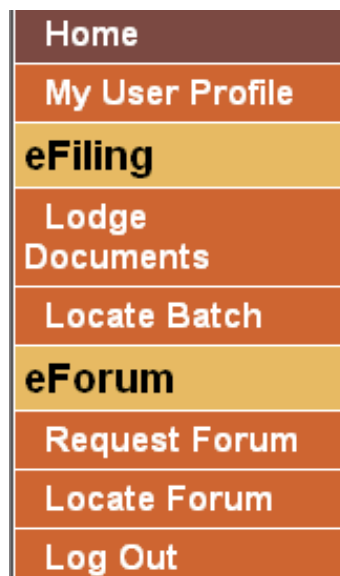 Home
My User Profile
eFiling
Lodge
Documents
Locate Batch
eForum
Request Forum
Locate Forum
Log Out